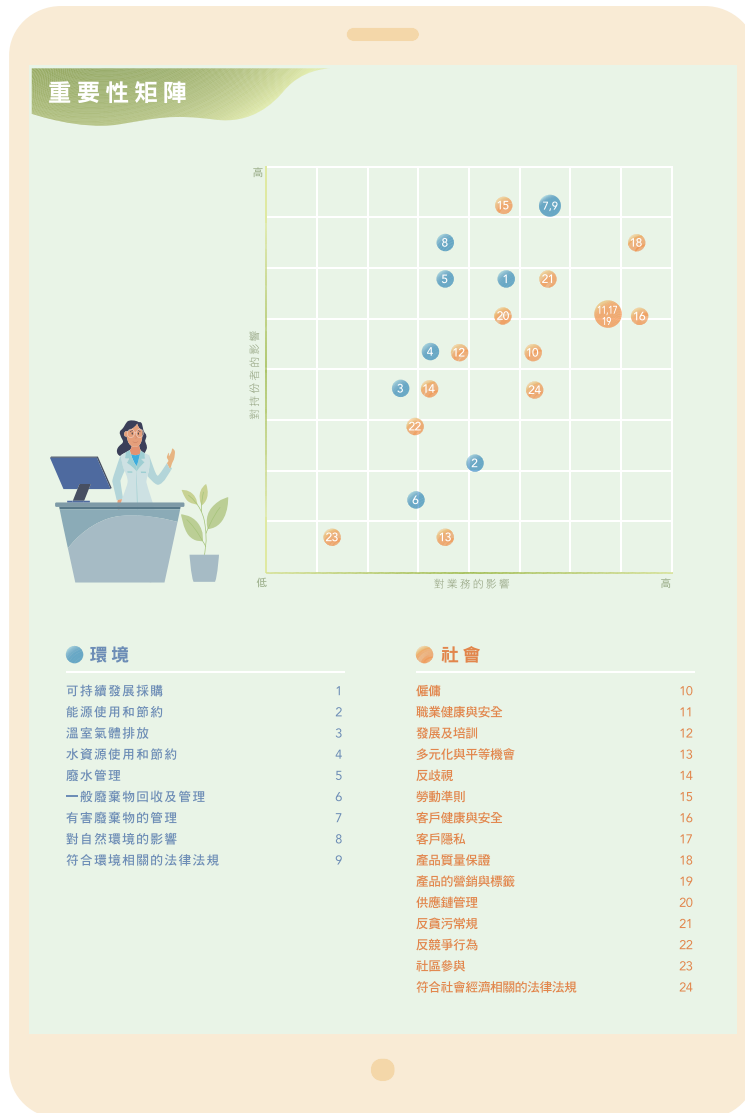 重要性矩陣
高
15
7,9
8
18
5
1
21
20
11,17
19
16
4
12
10
3
14
24
22
2
6
23
13
對持份者的影響
低
對業務的影響
高
環境
可持續發展採購 1
能源使用和節約 2
溫室氣體排放 3
水資源使用和節約 4
廢水管理 5
一般廢棄物回收及管理 6
有害廢棄物的管理 7
對自然環境的影響 8
符合環境相關的法律法規 9
社會
僱傭 10
職業健康與安全 11
發展及培訓 12
多元化與平等機會 13
反歧視 14
勞動準則 15
客戶健康與安全 16
客戶隱私 17
產品質量保證 18
產品的營銷與標籤 19
供應鏈管理 20
反貪污常規 21
反競爭行為 22
社區參與 23
符合社會經濟相關的法律法規 24